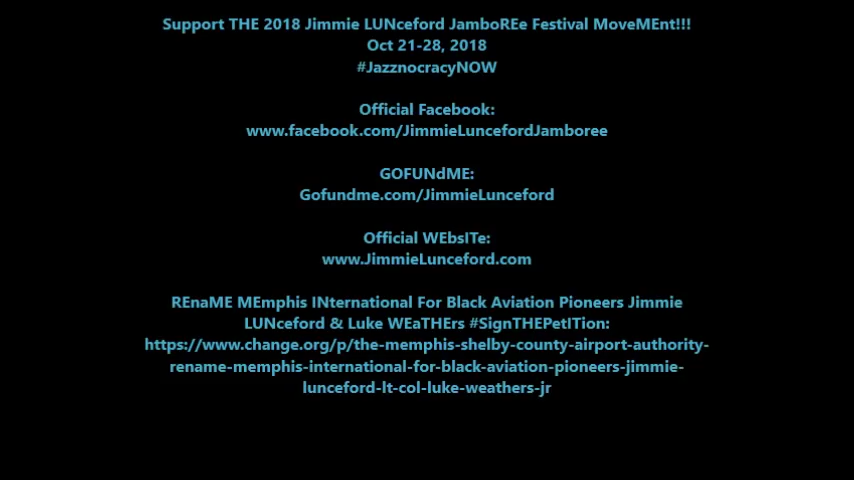 Support THE 2018 Jimmie LUNceford JamboREe Festival MoveMEnt!!!
Oct 21-28, 2018
#JazznocracyNOW
Official Facebook:
www.facebook.com/JimmieLuncefordJamboree
GOFUNdME:
Gofundme.com/JimmieLunceford
Official WEbsITe:
www.JimmieLunceford.com
REnaME MEmphis INternational For Black Aviation Pioneers Jimmie
LUNceford & Luke WEaTHErs #SignTHEPetITion:
https://www.change.org/p/the-memphis-shelby-county-airport-authority-
rename-memphis-international-for-black-aviation-pioneers-jimmie-
lunceford-lt-col-luke-weathers-jr